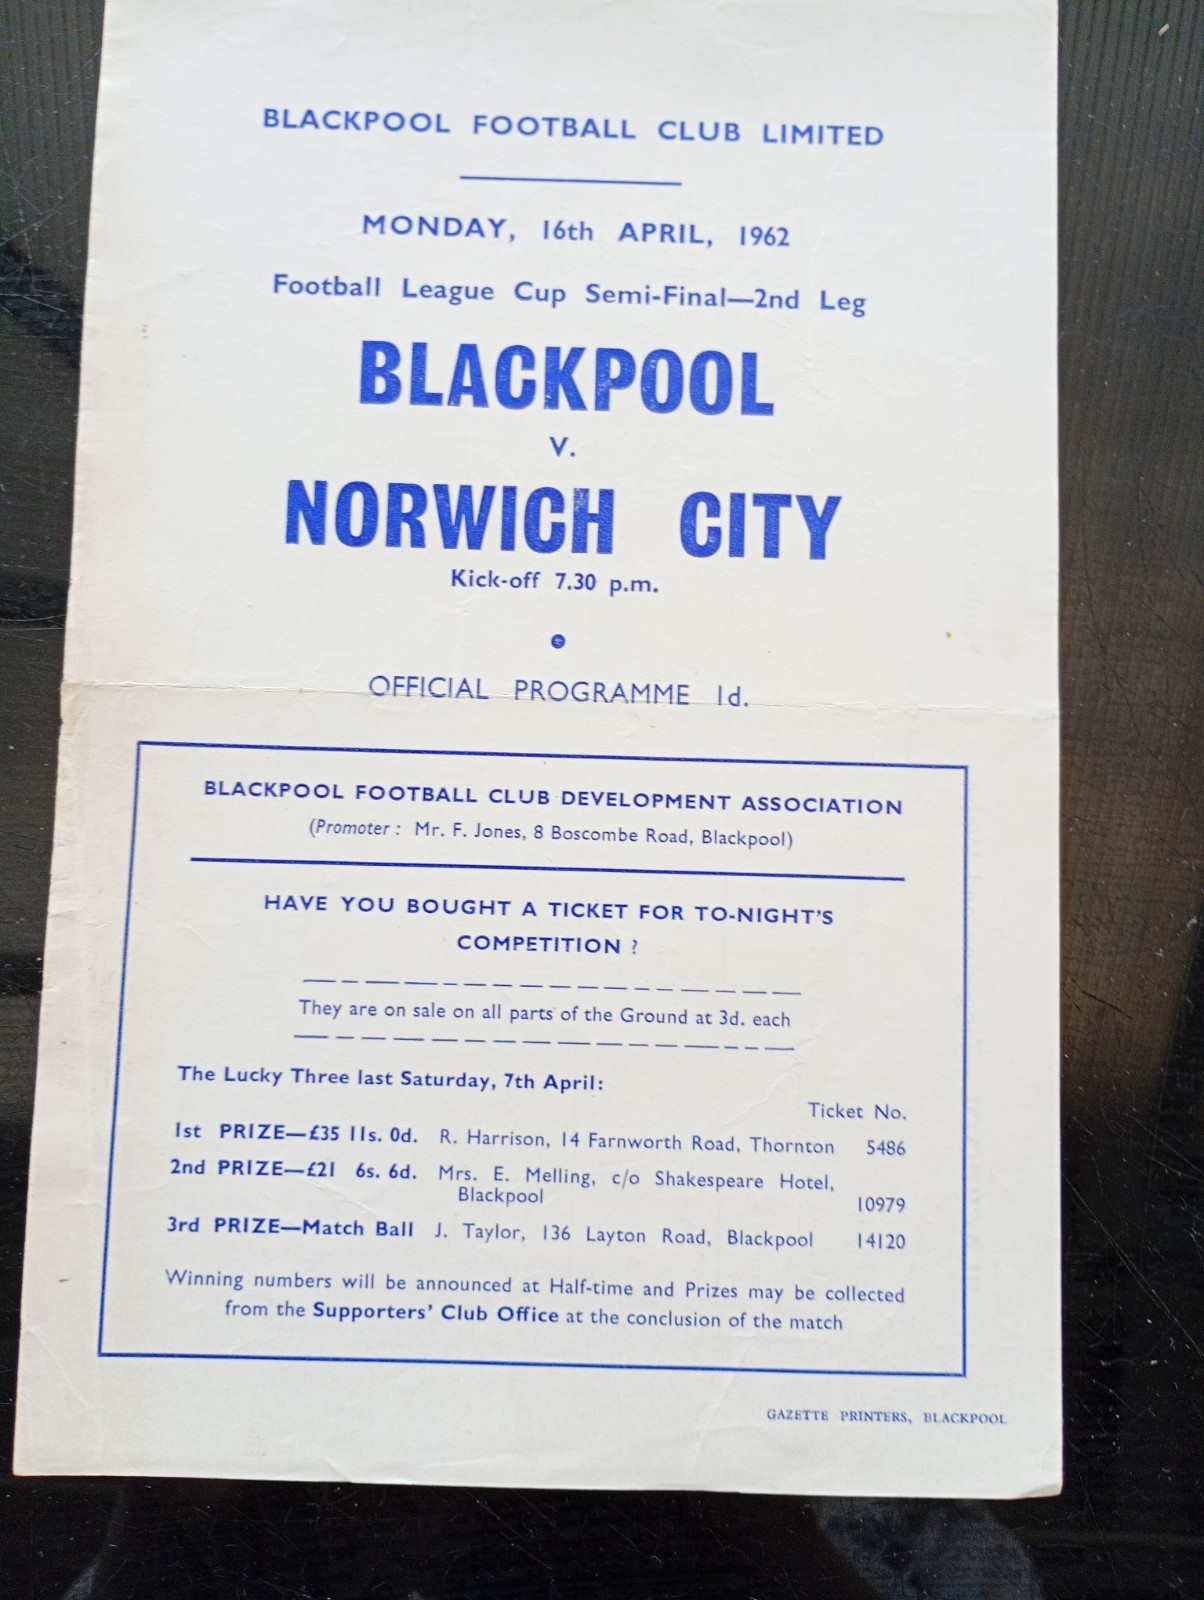 BLACKPOOL FOOTBALL CLUB LIMITED
MONDAY, 16th APRIL, 1962
Football League Cup Semi-Final—2nd Leg
BLACKPOOL
v.
NORWICH CITY
Kick-off 7.30 p.m.
OFFICIAL PROGRAMME 1d.
BLACKPOOL FOOTBALL CLUB DEVELOPMENT ASSOCIATION
(Promoter : Mr. F. Jones, 8 Boscombe Road, Blackpool)
HAVE YOU BOUGHT A TICKET FOR TO-NIGHT'S
COMPETITION ?
They are on sale on all parts of the Ground at 3d. each
The Lucky Three last Saturday, 7th April:
Ticket No.
1st PRIZE—£35 11s. 0d. R. Harrison, 14 Farnworth Road, Thornton 5486
2nd PRIZE—£21 6s. 6d. Mrs. E. Melling, c/o Shakespeare Hotel,
Blackpool 10979
3rd PRIZE—Match Ball J. Taylor, 136 Layton Road, Blackpool 14120
Winning numbers will be announced at Half-time and Prizes may be collected
from the Supporters' Club Office at the conclusion of the match
GAZETTE PRINTERS, BLACKPOOL